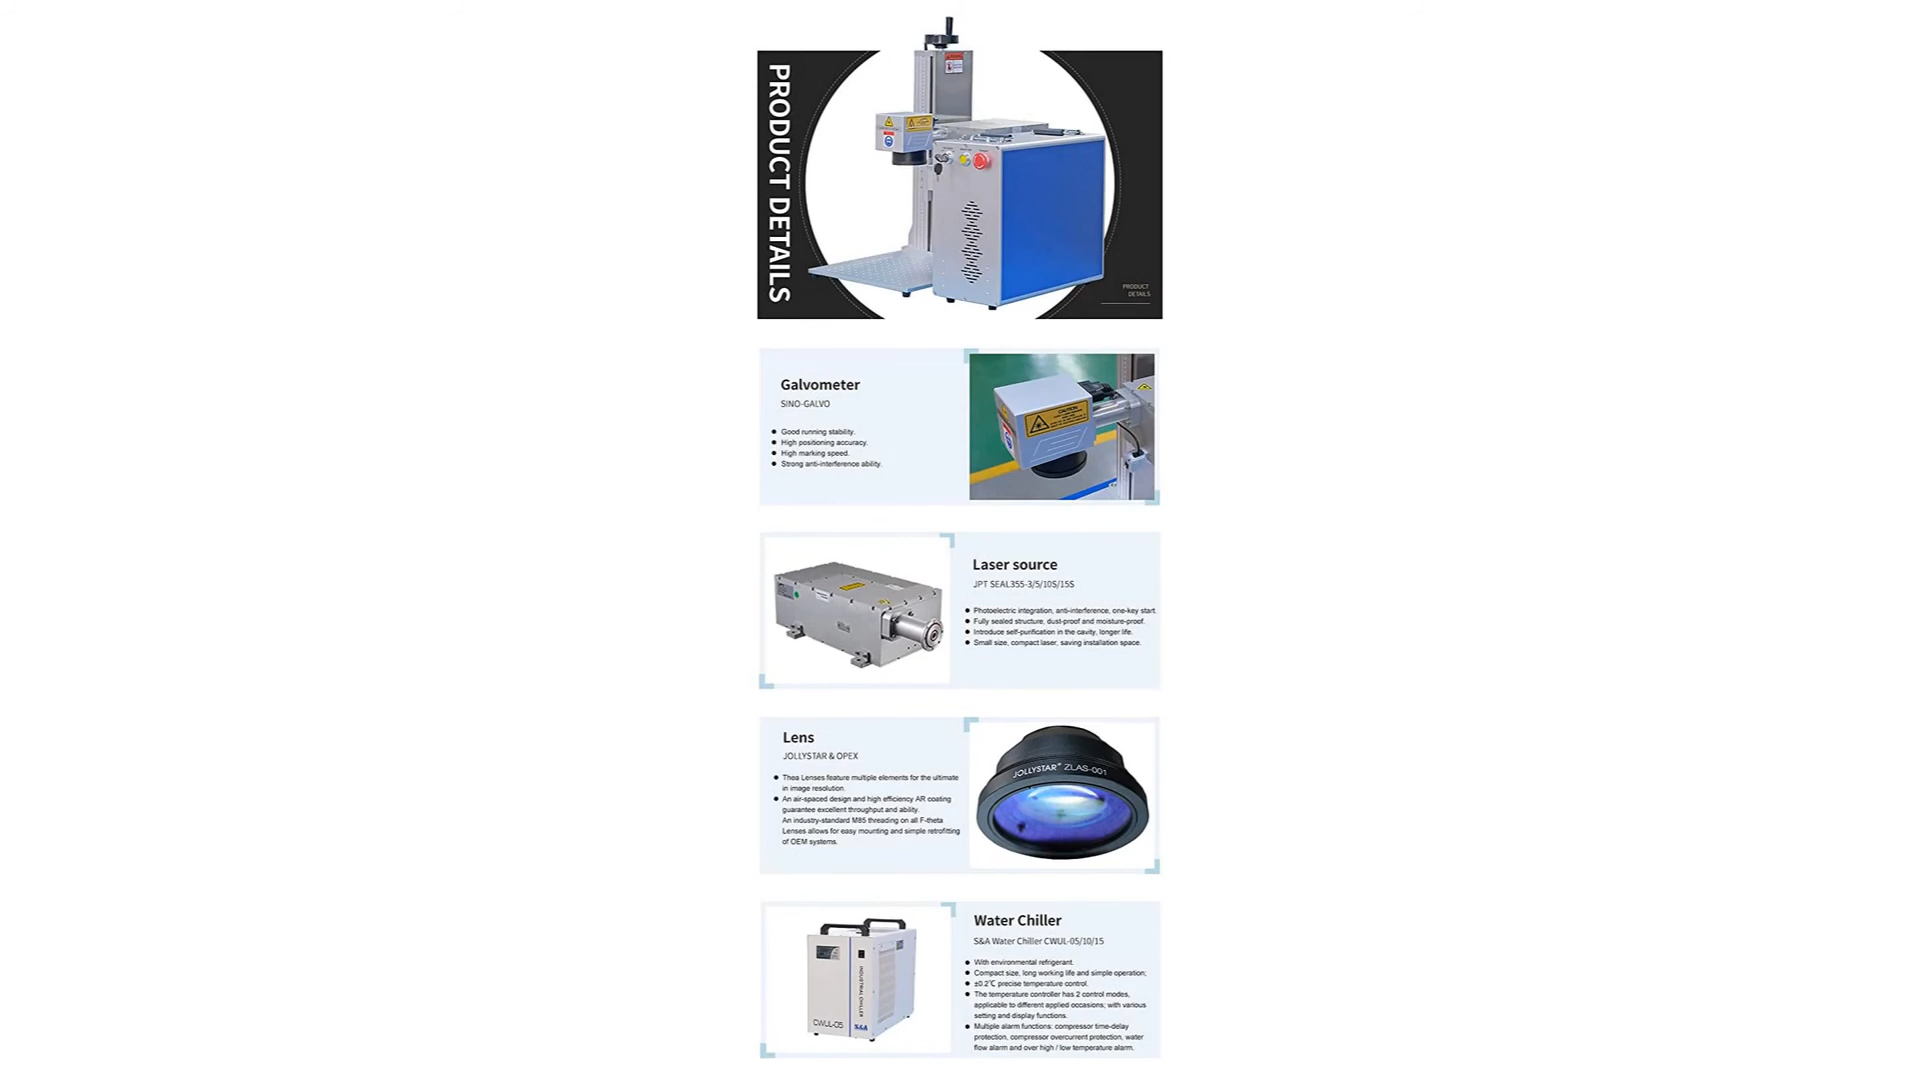 PRODUCT DETAILS
PRODUCT
DETAILS
Galvometer
SINO-GALVO
Good running stability.
High positioning accuracy.
High marking speed.
Strong anti-interference ability.
CAUTION
Laser source
JPT SEAL355-3/5/10S/15S
Photoelectric integration, anti-interference, one-key start.
Fully sealed structure, dust-proof and moisture-proof.
Introduce self-purification in the cavity, longer life.
Small size, compact laser, saving installation space.
Lens
JOLLYSTAR & OPEX
Thea Lenses feature multiple elements for the ultimate
in image resolution.
An air-spaced design and high efficiency AR coating
guarantee excellent throughput and ability.
An industry-standard M85 threading on all F-theta
Lenses allows for easy mounting and simple retrofitting
of OEM systems.
JOLLYSTAR® ZLAS-001
Water Chiller
S&A Water Chiller CWUL-05/10/15
With environmental refrigerant.
Compact size, long working life and simple operation;
±0.2℃ precise temperature control.
The temperature controller has 2 control modes,
applicable to different applied occasions; with various
setting and display functions.
Multiple alarm functions: compressor time-delay
protection, compressor overcurrent protection, water
flow alarm and over high / low temperature alarm.
INDUSTRIAL CHILLER
CWUL-05
S&A